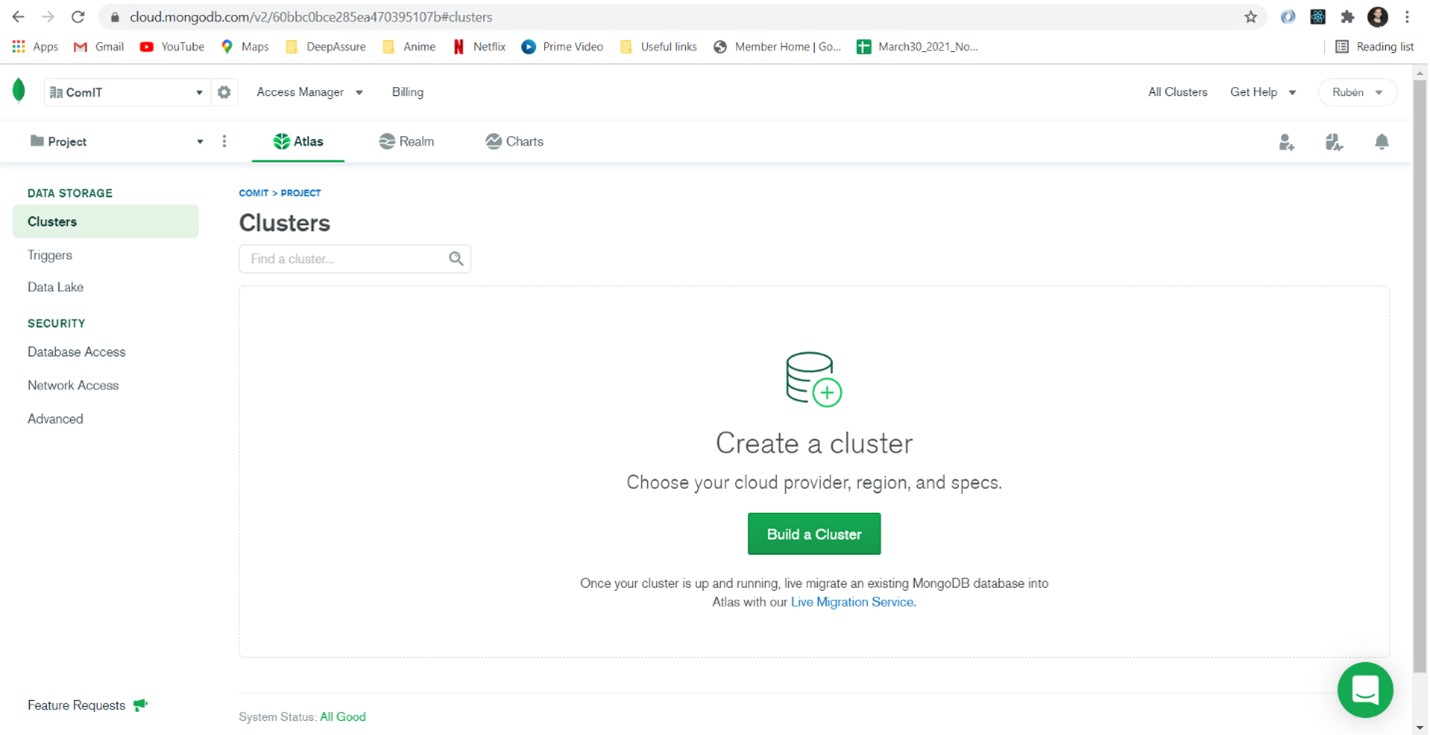 cloud.mongodb.com/v2/60bbc0bce285ea470395107b#clusters
Apps Gmail YouTube Maps DeepAssure Anime Netflix Prime Video Useful links Member Home | Go... March30_2021_No... Reading list
ComIT Access Manager Billing All Clusters Get Help Rubén
Project Atlas Realm Charts
DATA STORAGE
Clusters
Triggers
Data Lake
SECURITY
Database Access
Network Access
Advanced
COMIT > PROJECT
Clusters
Find a cluster...
Create a cluster
Choose your cloud provider, region, and specs.
Build a Cluster
Once your cluster is up and running, live migrate an existing MongoDB database into
Atlas with our Live Migration Service.
Feature Requests
System Status: All Good